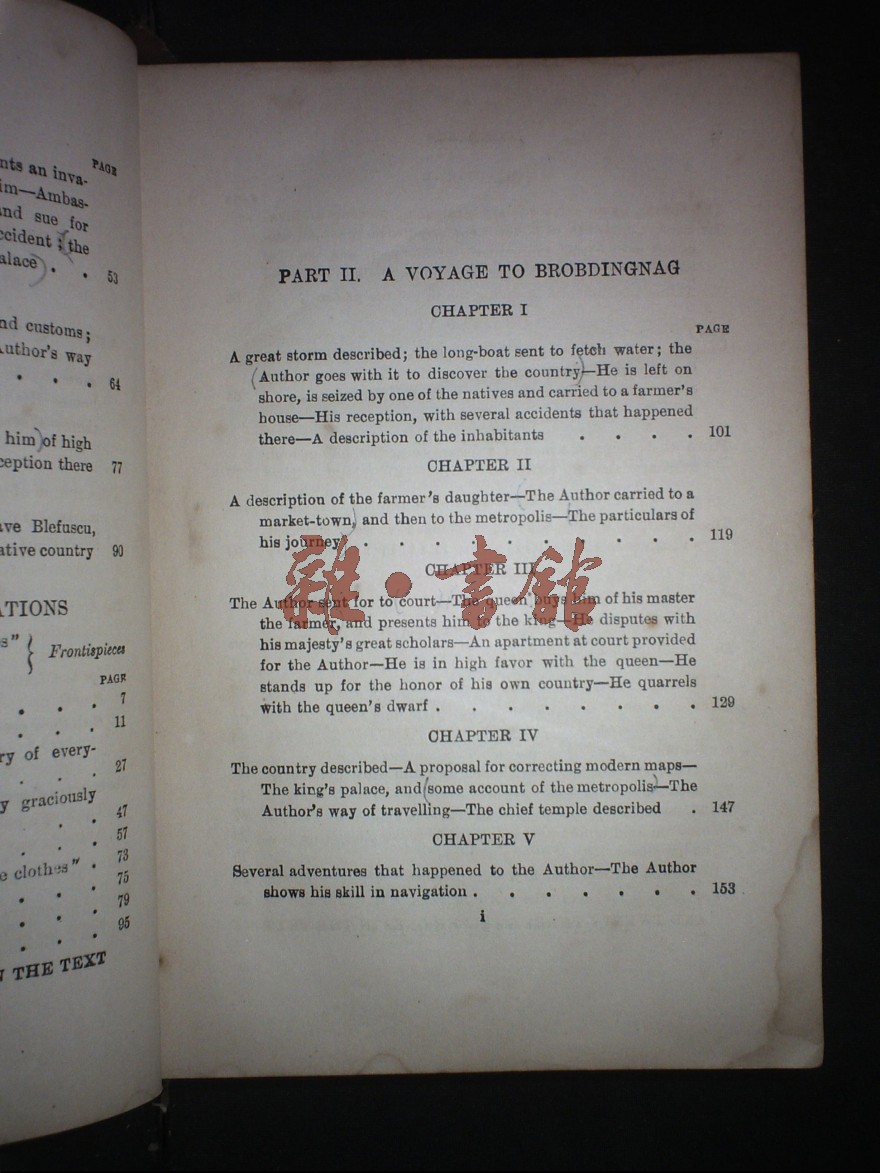 PAGE
nts an inva-
im—Ambas-
nd sue for
ccident; the
alace . . 53
nd customs;
uthor's way
. . . 64
him of high
ception there 77
ve Blefuscu,
ative country 90
ATIONS
s" } Frontispieces
PAGE
. . . 7
. . . 11
ry of every-
. . . 27
y graciously
. . . 47
. . . 57
. . . 73
e clothes" . 75
. . . 79
. . . 95
N THE TEXT
PART II. A VOYAGE TO BROBDINGNAG
CHAPTER I
PAGE
A great storm described; the long-boat sent to fetch water; the
(Author goes with it to discover the country)—He is left on
shore, is seized by one of the natives and carried to a farmer's
house—His reception, with several accidents that happened
there—A description of the inhabitants . . . . 101
CHAPTER II
A description of the farmer's daughter—The Author carried to a
market-town, and then to the metropolis—The particulars of
his journey . . . . . . . . . . 119
CHAPTER III
The Author sent for to court—The queen buys him of his master
the farmer, and presents him to the king—He disputes with
his majesty's great scholars—An apartment at court provided
for the Author—He is in high favor with the queen—He
stands up for the honor of his own country—He quarrels
with the queen's dwarf . . . . . . . . 129
CHAPTER IV
The country described—A proposal for correcting modern maps—
The king's palace, and (some account of the metropolis)—The
Author's way of travelling—The chief temple described . 147
CHAPTER V
Several adventures that happened to the Author—The Author
shows his skill in navigation . . . . . . . 153
i
雜·書館